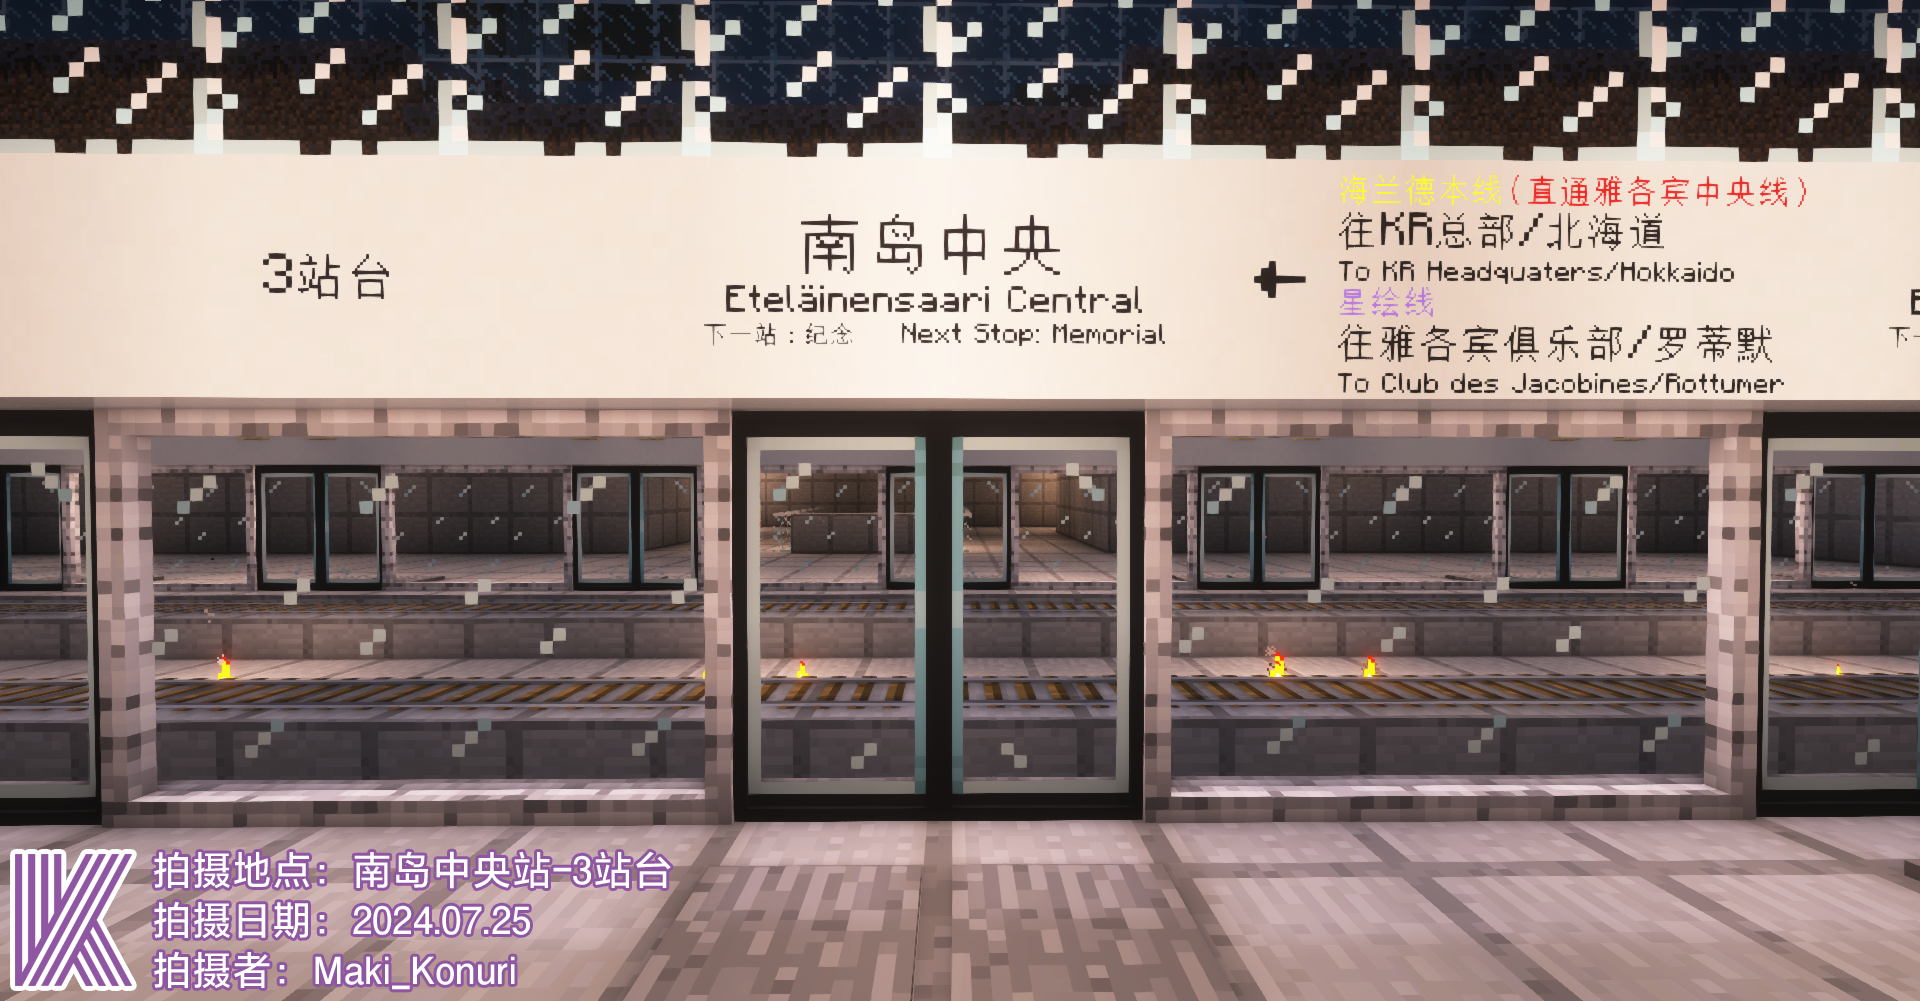 3站台
南岛中央
Eteläinensaari Central
下一站：纪念 Next Stop: Memorial
海兰德本线(直通雅各宾中央线)
往KR总部/北海道
To KR Headquaters/Hokkaido
星绘线
往雅各宾俱乐部/罗蒂默
To Club des Jacobines/Rottumer
E
下一
拍摄地点：南岛中央站-3站台
拍摄日期：2024.07.25
拍摄者：Maki_Konuri